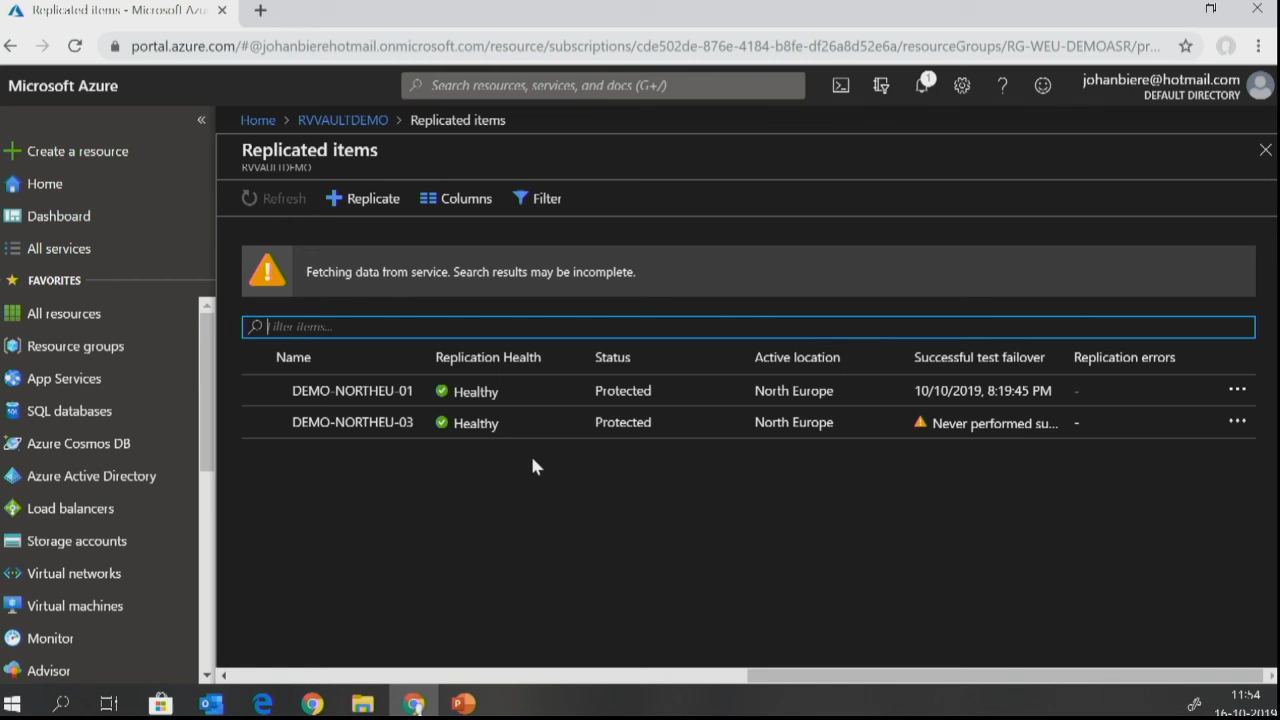 Replicated items - Microsoft Azu
portal.azure.com/#@johanbierehotmail.onmicrosoft.com/resource/subscriptions/cde502de-876e-4184-b8fe-df26a8d52e6a/resourceGroups/RG-WEU-DEMOASR/pr...
Microsoft Azure
Search resources, services, and docs (G+/)
1
johanbiere@hotmail.com
DEFAULT DIRECTORY
Home > RVVAULTDEMO > Replicated items
Create a resource
Home
Dashboard
All services
FAVORITES
All resources
Resource groups
App Services
SQL databases
Azure Cosmos DB
Azure Active Directory
Load balancers
Storage accounts
Virtual networks
Virtual machines
Monitor
Advisor
Replicated items
RVVAULTDEMO
Refresh Replicate Columns Filter
Fetching data from service. Search results may be incomplete.
Filter items...
Name Replication Health Status Active location Successful test failover Replication errors
DEMO-NORTHEU-01 Healthy Protected North Europe 10/10/2019, 8:19:45 PM -
DEMO-NORTHEU-03 Healthy Protected North Europe Never performed su... -
11:54
16-10-2019